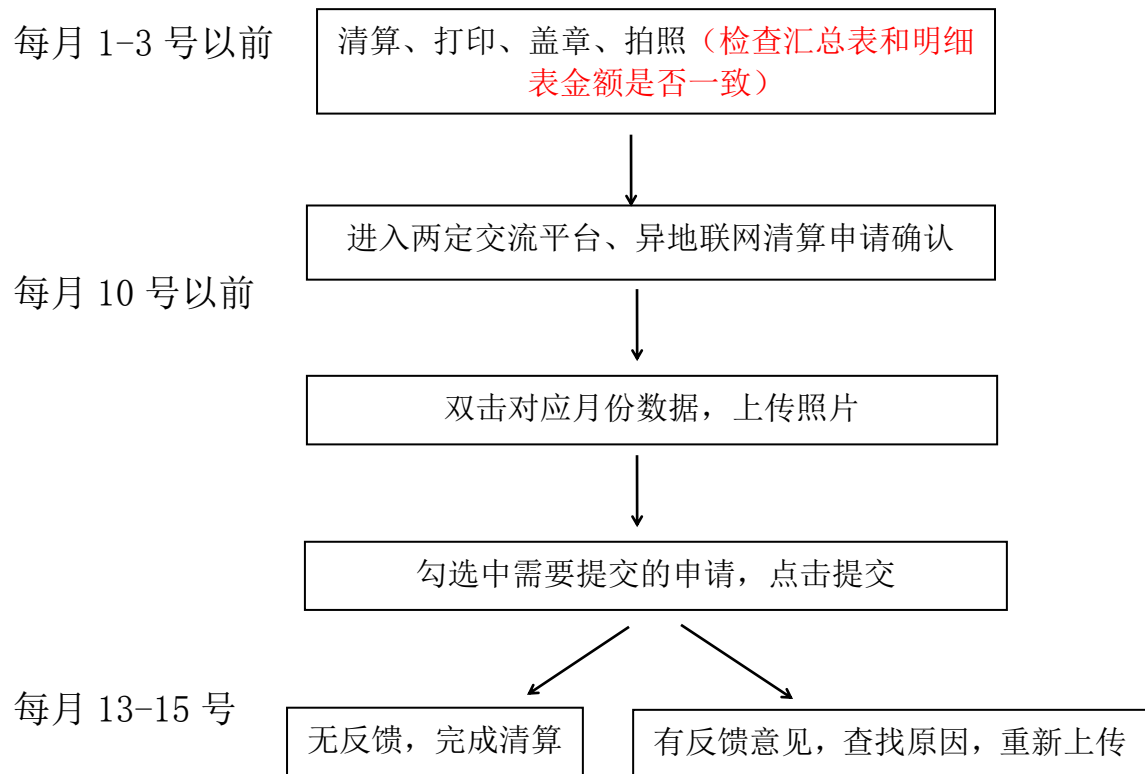 每月 1-3 号以前
清算、打印、盖章、拍照（检查汇总表和明细
表金额是否一致）
进入两定交流平台、异地联网清算申请确认
每月 10 号以前
双击对应月份数据，上传照片
勾选中需要提交的申请，点击提交
每月 13-15 号
无反馈，完成清算
有反馈意见，查找原因，重新上传